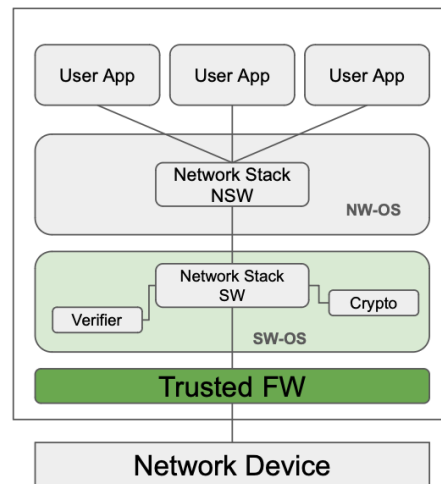 User App
User App
User App
Network Stack
NSW
NW-OS
Network Stack
SW
Verifier
Crypto
SW-OS
Trusted FW
Network Device